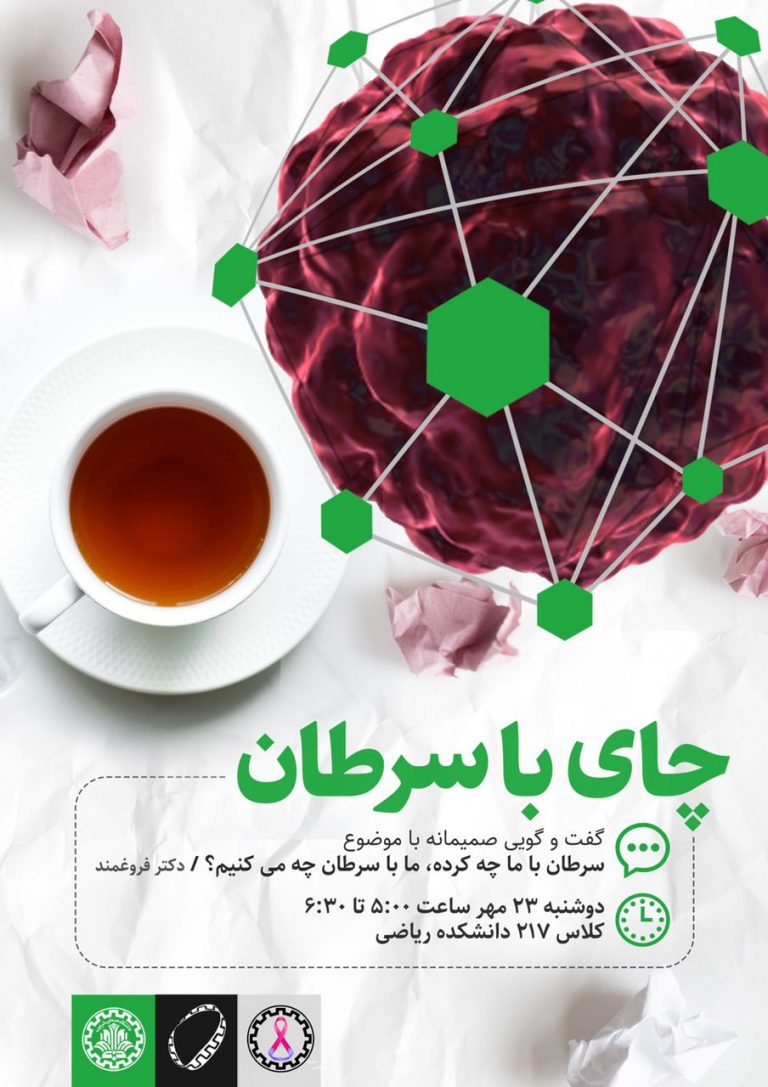 چای با سرطان
گفت و گویی صمیمانه با موضوع
سرطان با ما چه کرده، ما با سرطان چه می کنیم؟ / دکتر فروغمند
دوشنبه ۲۳ مهر ساعت ۵:۰۰ تا ۶:۳۰
کلاس ۲۱۷ دانشکده ریاضی